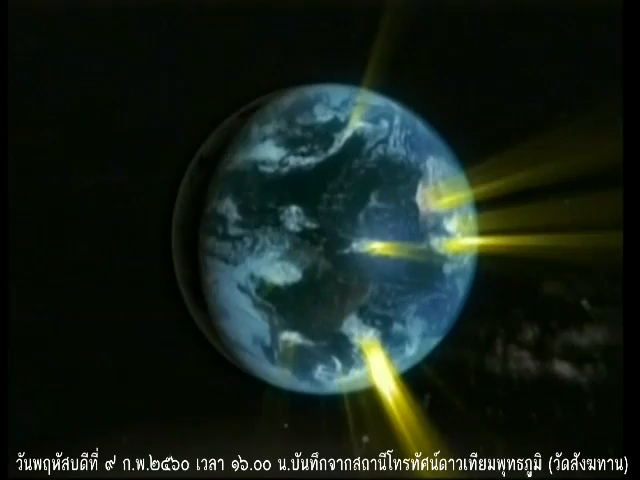 วันพฤหัสบดีที่ ๙ ก.พ.๒๕๖๐ เวลา ๑๖.๐๐ น.บันทึกจากสถานีโทรทัศน์ดาวเทียมพุทธภูมิ (วัดสังฆทาน)